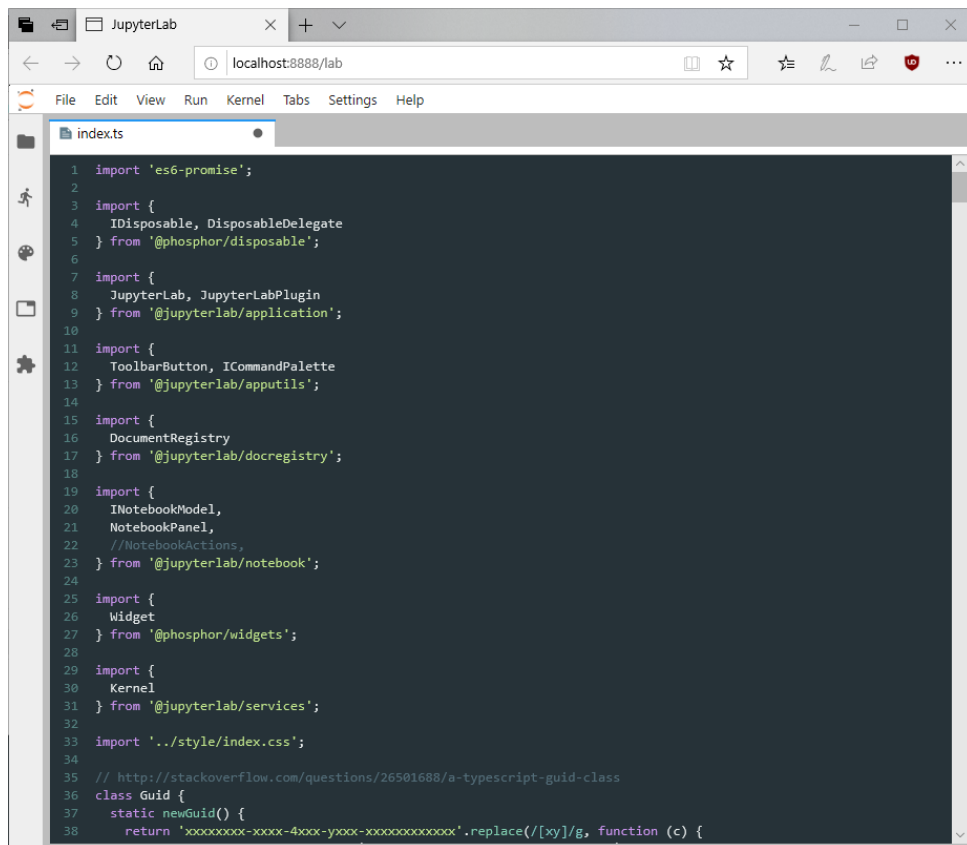 JupyterLab
localhost:8888/lab
File Edit View Run Kernel Tabs Settings Help
index.ts
1 import 'es6-promise';
2
3 import {
4 IDisposable, DisposableDelegate
5 } from '@phosphor/disposable';
6
7 import {
8 JupyterLab, JupyterLabPlugin
9 } from '@jupyterlab/application';
10
11 import {
12 ToolbarButton, ICommandPalette
13 } from '@jupyterlab/apputils';
14
15 import {
16 DocumentRegistry
17 } from '@jupyterlab/docregistry';
18
19 import {
20 INotebookModel,
21 NotebookPanel,
22 //NotebookActions,
23 } from '@jupyterlab/notebook';
24
25 import {
26 Widget
27 } from '@phosphor/widgets';
28
29 import {
30 Kernel
31 } from '@jupyterlab/services';
32
33 import '../style/index.css';
34
35 // http://stackoverflow.com/questions/26501688/a-typescript-guid-class
36 class Guid {
37 static newGuid() {
38 return 'xxxxxxxx-xxxx-4xxx-yxxx-xxxxxxxxxxxx'.replace(/[xy]/g, function (c) {